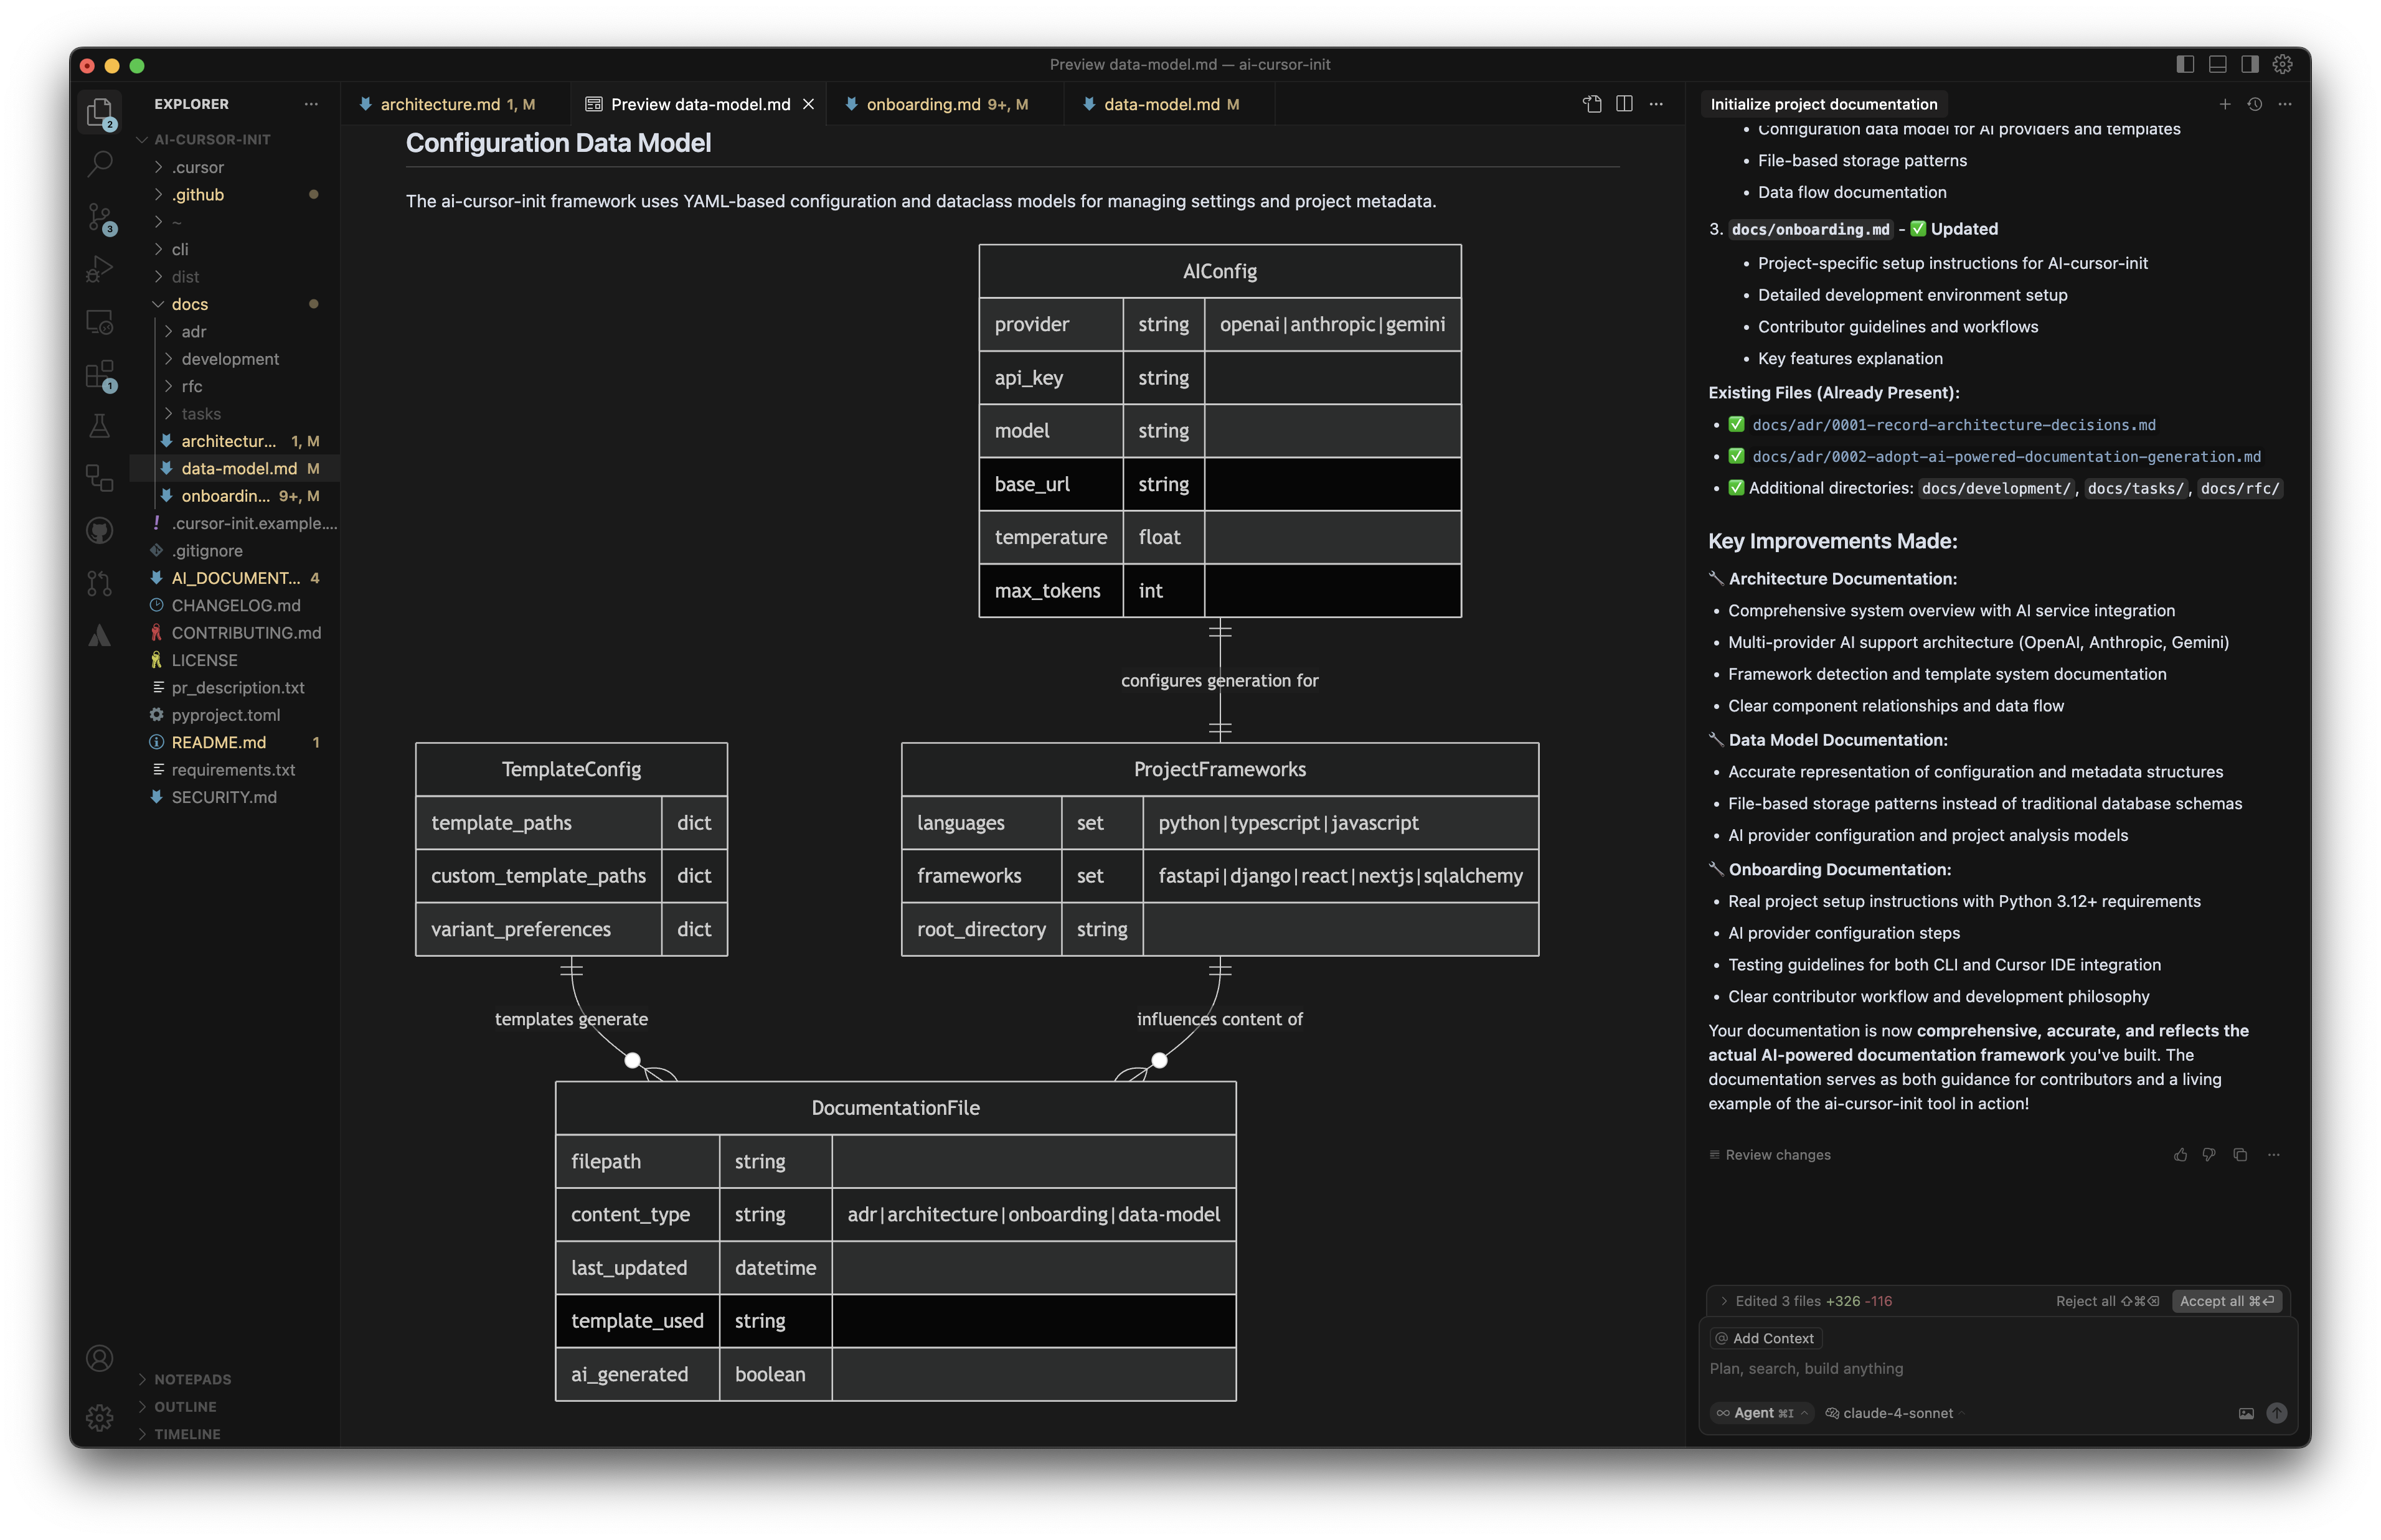 Preview data-model.md — ai-cursor-init
EXPLORER
AI-CURSOR-INIT
.cursor
.github
~
cli
dist
docs
adr
development
rfc
tasks
architectur... 1, M
data-model.md M
onboardin... 9+, M
.cursor-init.example....
.gitignore
AI_DOCUMENT... 4
CHANGELOG.md
CONTRIBUTING.md
LICENSE
pr_description.txt
pyproject.toml
README.md 1
requirements.txt
SECURITY.md
NOTEPADS
OUTLINE
TIMELINE
2
3
1
architecture.md 1, M
Preview data-model.md
onboarding.md 9+, M
data-model.md M
Configuration Data Model
The ai-cursor-init framework uses YAML-based configuration and dataclass models for managing settings and project metadata.
AIConfig
provider string openai|anthropic|gemini
api_key string
model string
base_url string
temperature float
max_tokens int
configures generation for
TemplateConfig
template_paths dict
custom_template_paths dict
variant_preferences dict
ProjectFrameworks
languages set python|typescript|javascript
frameworks set fastapi|django|react|nextjs|sqlalchemy
root_directory string
templates generate
influences content of
DocumentationFile
filepath string
content_type string adr|architecture|onboarding|data-model
last_updated datetime
template_used string
ai_generated boolean
Initialize project documentation
• Configuration data model for AI providers and templates
• File-based storage patterns
• Data flow documentation
3. docs/onboarding.md - ✅ Updated
• Project-specific setup instructions for AI-cursor-init
• Detailed development environment setup
• Contributor guidelines and workflows
• Key features explanation
Existing Files (Already Present):
• ✅ docs/adr/0001-record-architecture-decisions.md
• ✅ docs/adr/0002-adopt-ai-powered-documentation-generation.md
• ✅ Additional directories: docs/development/, docs/tasks/, docs/rfc/
Key Improvements Made:
🔧 Architecture Documentation:
• Comprehensive system overview with AI service integration
• Multi-provider AI support architecture (OpenAI, Anthropic, Gemini)
• Framework detection and template system documentation
• Clear component relationships and data flow
🔧 Data Model Documentation:
• Accurate representation of configuration and metadata structures
• File-based storage patterns instead of traditional database schemas
• AI provider configuration and project analysis models
🔧 Onboarding Documentation:
• Real project setup instructions with Python 3.12+ requirements
• AI provider configuration steps
• Testing guidelines for both CLI and Cursor IDE integration
• Clear contributor workflow and development philosophy
Your documentation is now comprehensive, accurate, and reflects the
actual AI-powered documentation framework you've built. The
documentation serves as both guidance for contributors and a living
example of the ai-cursor-init tool in action!
Review changes
Edited 3 files +326 -116 Reject all ⇧⌘⌫ Accept all ⌘⏎
@ Add Context
Plan, search, build anything
∞ Agent ⌘I claude-4-sonnet